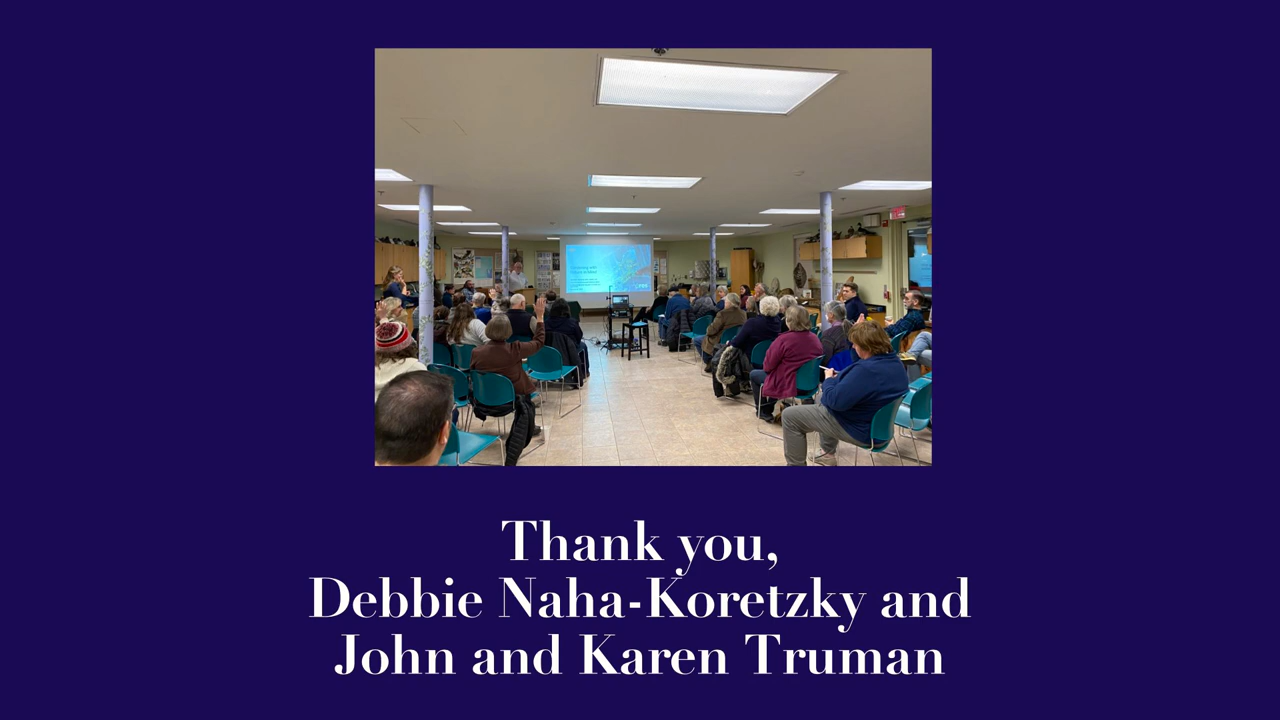 Thank you,
Debbie Naha-Koretzky and
John and Karen Truman